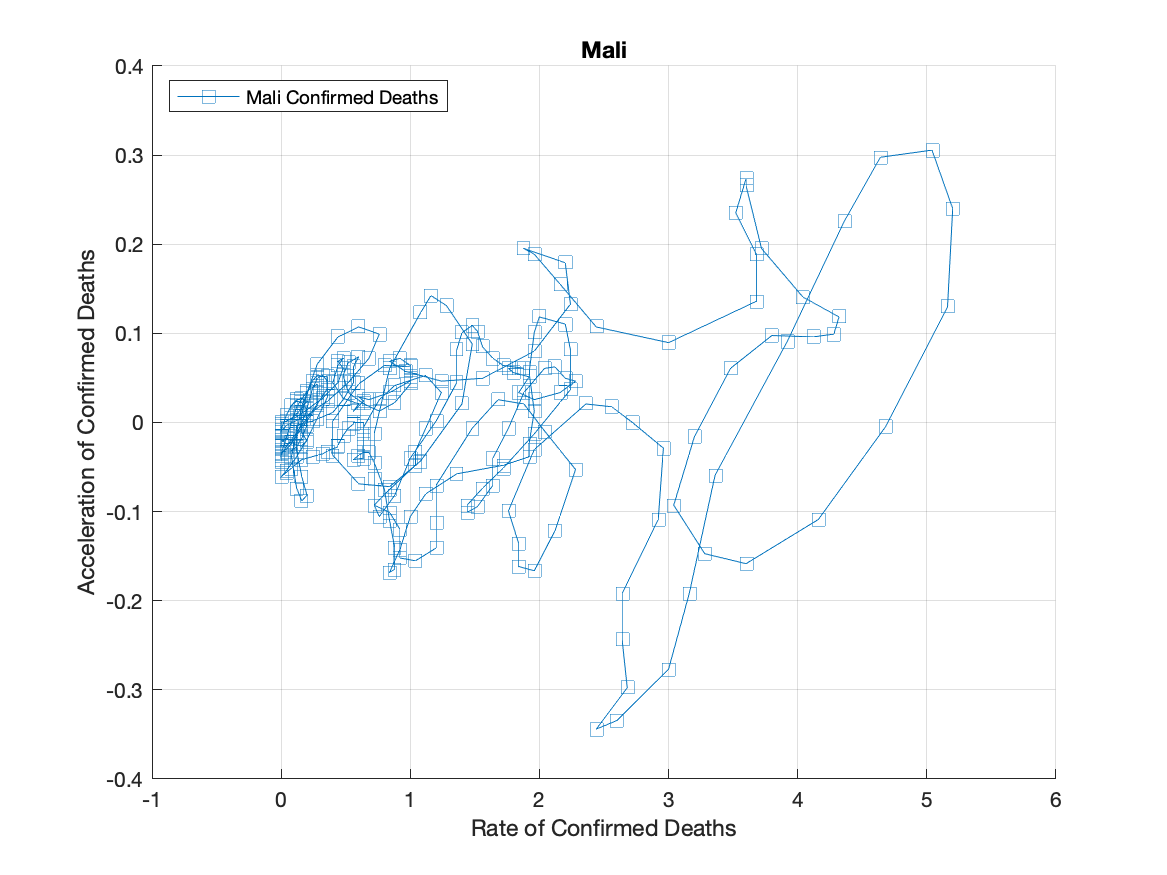 Mali
Mali Confirmed Deaths
0.4
0.3
0.2
0.1
0
-0.1
-0.2
-0.3
-0.4
Acceleration of Confirmed Deaths
-1 0 1 2 3 4 5 6
Rate of Confirmed Deaths